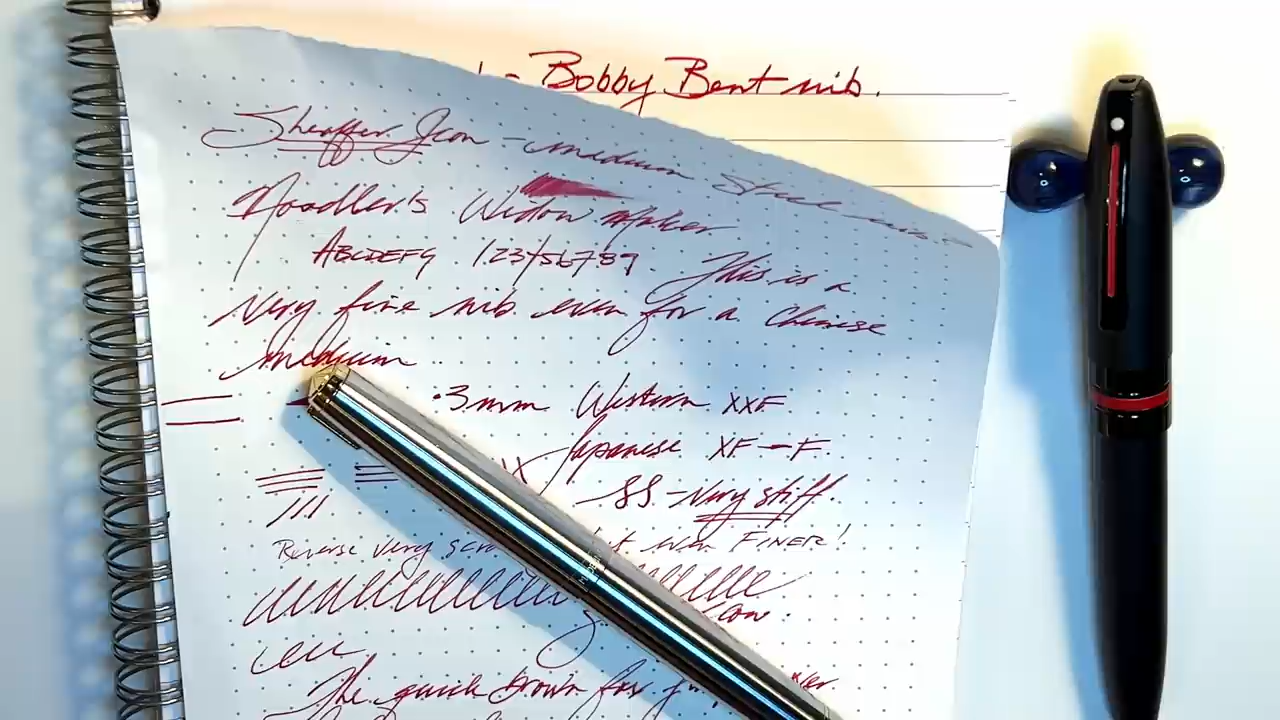 - Bobby Bent nib.
Sheaffer Icon - medium steel nib.
Noodler's Widow Maker
ABCDEFG 123456789. This is a
very fine nib even for a Chinese
medium
.3mm Western XXF
Japanese XF - F.
SS - very stiff.
Reverse very even FINER!
The quick brown fox